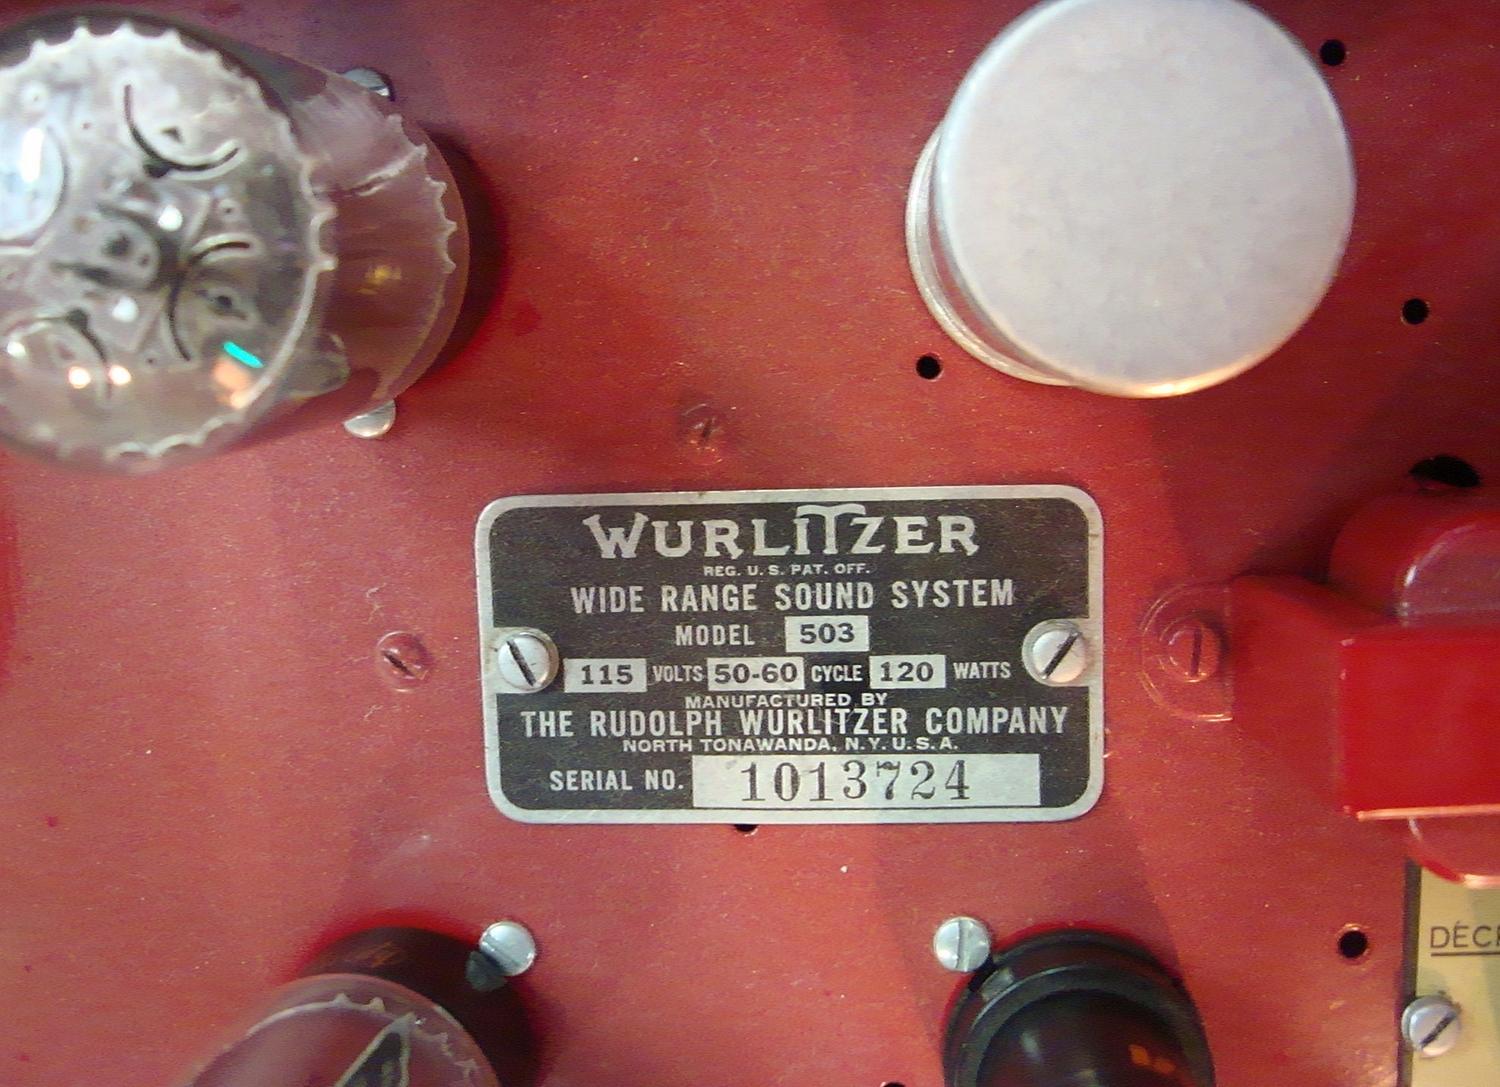 WURLITZER
REG. U. S. PAT. OFF.
WIDE RANGE SOUND SYSTEM
MODEL 503
115 VOLTS 50-60 CYCLE 120 WATTS
MANUFACTURED BY
THE RUDOLPH WURLITZER COMPANY
NORTH TONAWANDA, N.Y. U.S.A.
SERIAL NO. 1013724